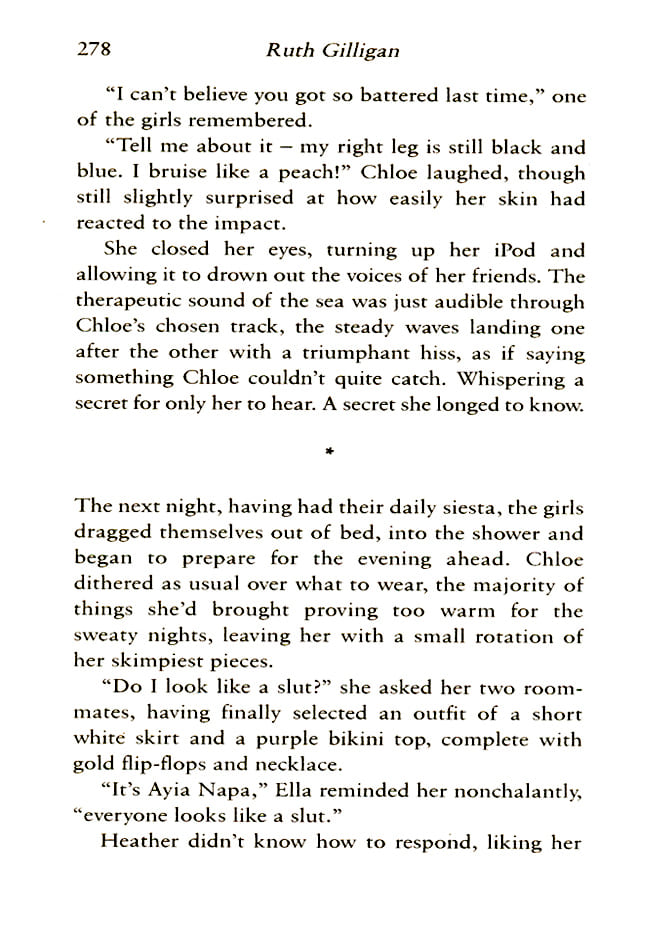 278 Ruth Gilligan
“I can’t believe you got so battered last time,” one
of the girls remembered.
“Tell me about it – my right leg is still black and
blue. I bruise like a peach!” Chloe laughed, though
still slightly surprised at how easily her skin had
reacted to the impact.
She closed her eyes, turning up her iPod and
allowing it to drown out the voices of her friends. The
therapeutic sound of the sea was just audible through
Chloe’s chosen track, the steady waves landing one
after the other with a triumphant hiss, as if saying
something Chloe couldn’t quite catch. Whispering a
secret for only her to hear. A secret she longed to know.
*
The next night, having had their daily siesta, the girls
dragged themselves out of bed, into the shower and
began to prepare for the evening ahead. Chloe
dithered as usual over what to wear, the majority of
things she’d brought proving too warm for the
sweaty nights, leaving her with a small rotation of
her skimpiest pieces.
“Do I look like a slut?” she asked her two room-
mates, having finally selected an outfit of a short
white skirt and a purple bikini top, complete with
gold flip-flops and necklace.
“It’s Ayia Napa,” Ella reminded her nonchalantly,
“everyone looks like a slut.”
Heather didn’t know how to respond, liking her